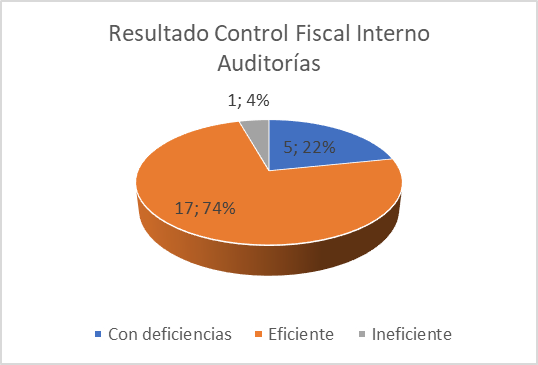 Resultado Control Fiscal Interno
Auditorías
1; 4%
5; 22%
17; 74%
Con deficiencias Eficiente Ineficiente